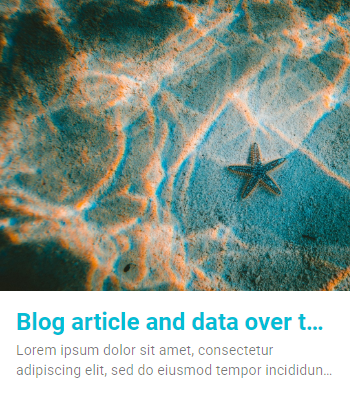 Blog article and data over t...
Lorem ipsum dolor sit amet, consectetur
adipiscing elit, sed do eiusmod tempor incididun...